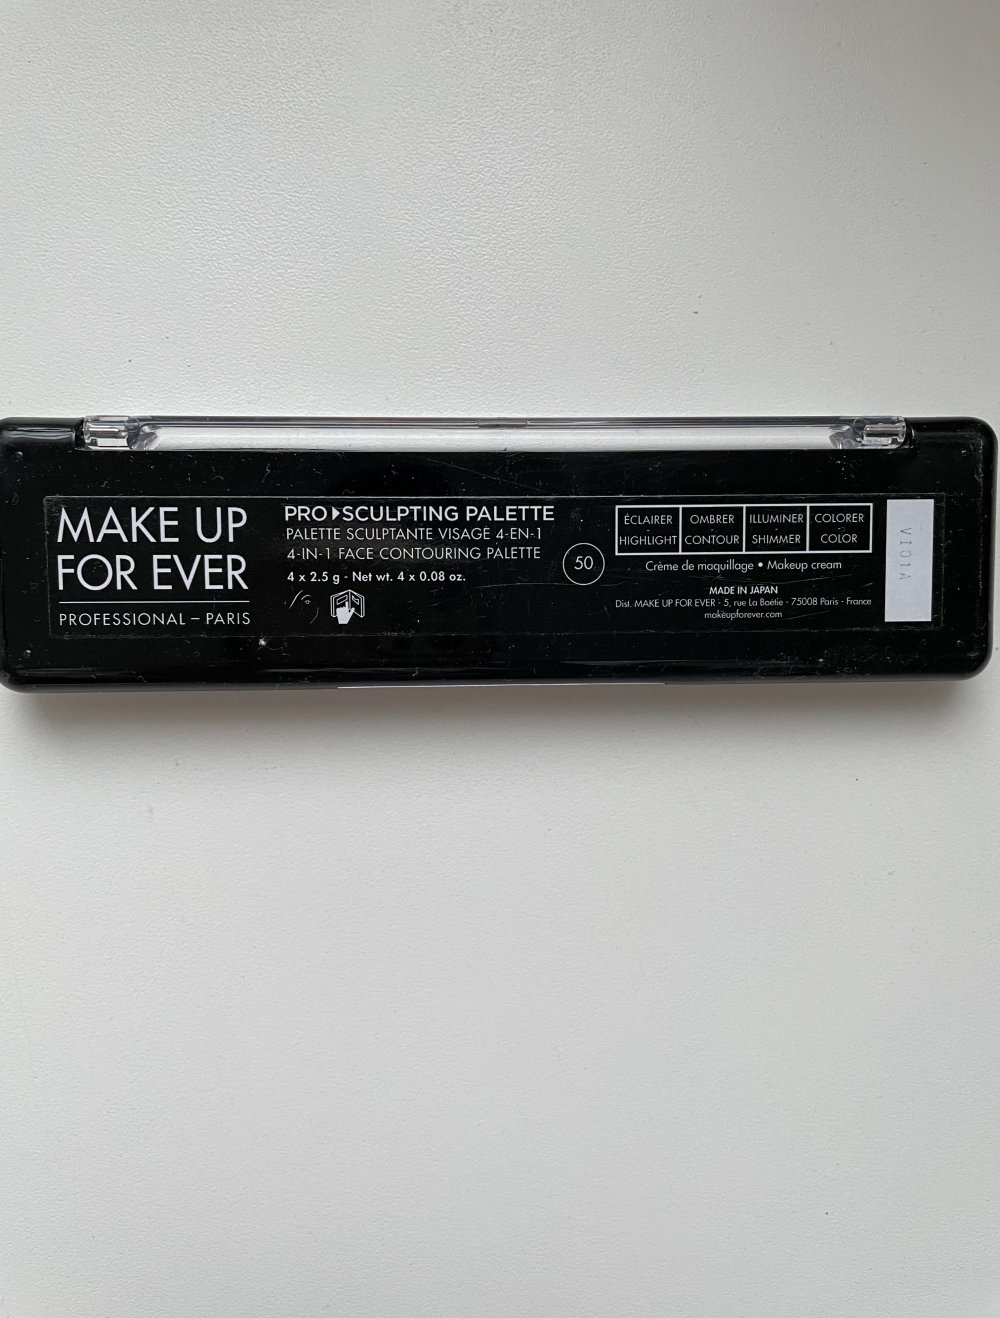 MAKE UP
FOR EVER
PROFESSIONAL – PARIS
PRO▶SCULPTING PALETTE
PALETTE SCULPTANTE VISAGE 4-EN-1
4-IN-1 FACE CONTOURING PALETTE
4 x 2.5 g - Net wt. 4 x 0.08 oz.
50
ÉCLAIRER OMBRER ILLUMINER COLORER
HIGHLIGHT CONTOUR SHIMMER COLOR
Crème de maquillage • Makeup cream
MADE IN JAPAN
Dist. MAKE UP FOR EVER - 5, rue La Boetie - 75008 Paris - France
makeupforever.com